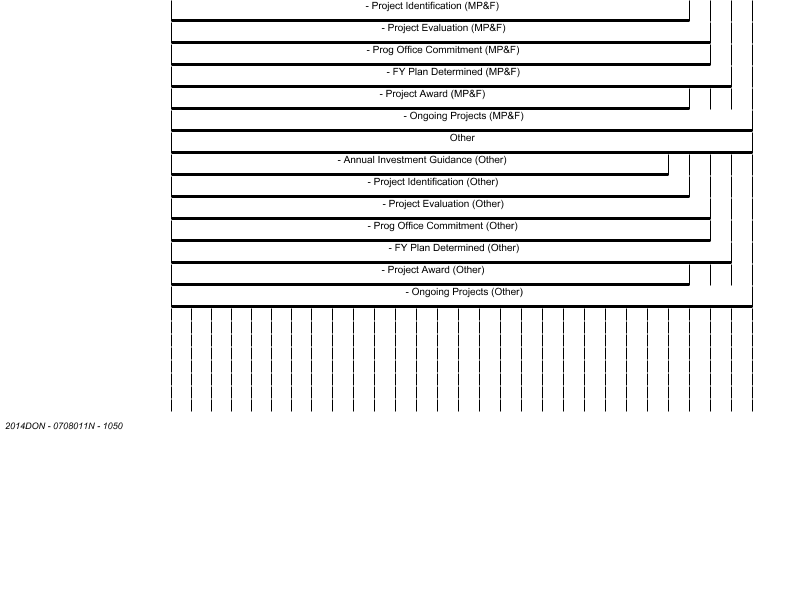 - Project Identification (MP&F)
- Project Evaluation (MP&F)
- Prog Office Commitment (MP&F)
- FY Plan Determined (MP&F)
- Project Award (MP&F)
- Ongoing Projects (MP&F)
Other
- Annual Investment Guidance (Other)
- Project Identification (Other)
- Project Evaluation (Other)
- Prog Office Commitment (Other)
- FY Plan Determined (Other)
- Project Award (Other)
- Ongoing Projects (Other)
2014DON - 0708011N - 1050